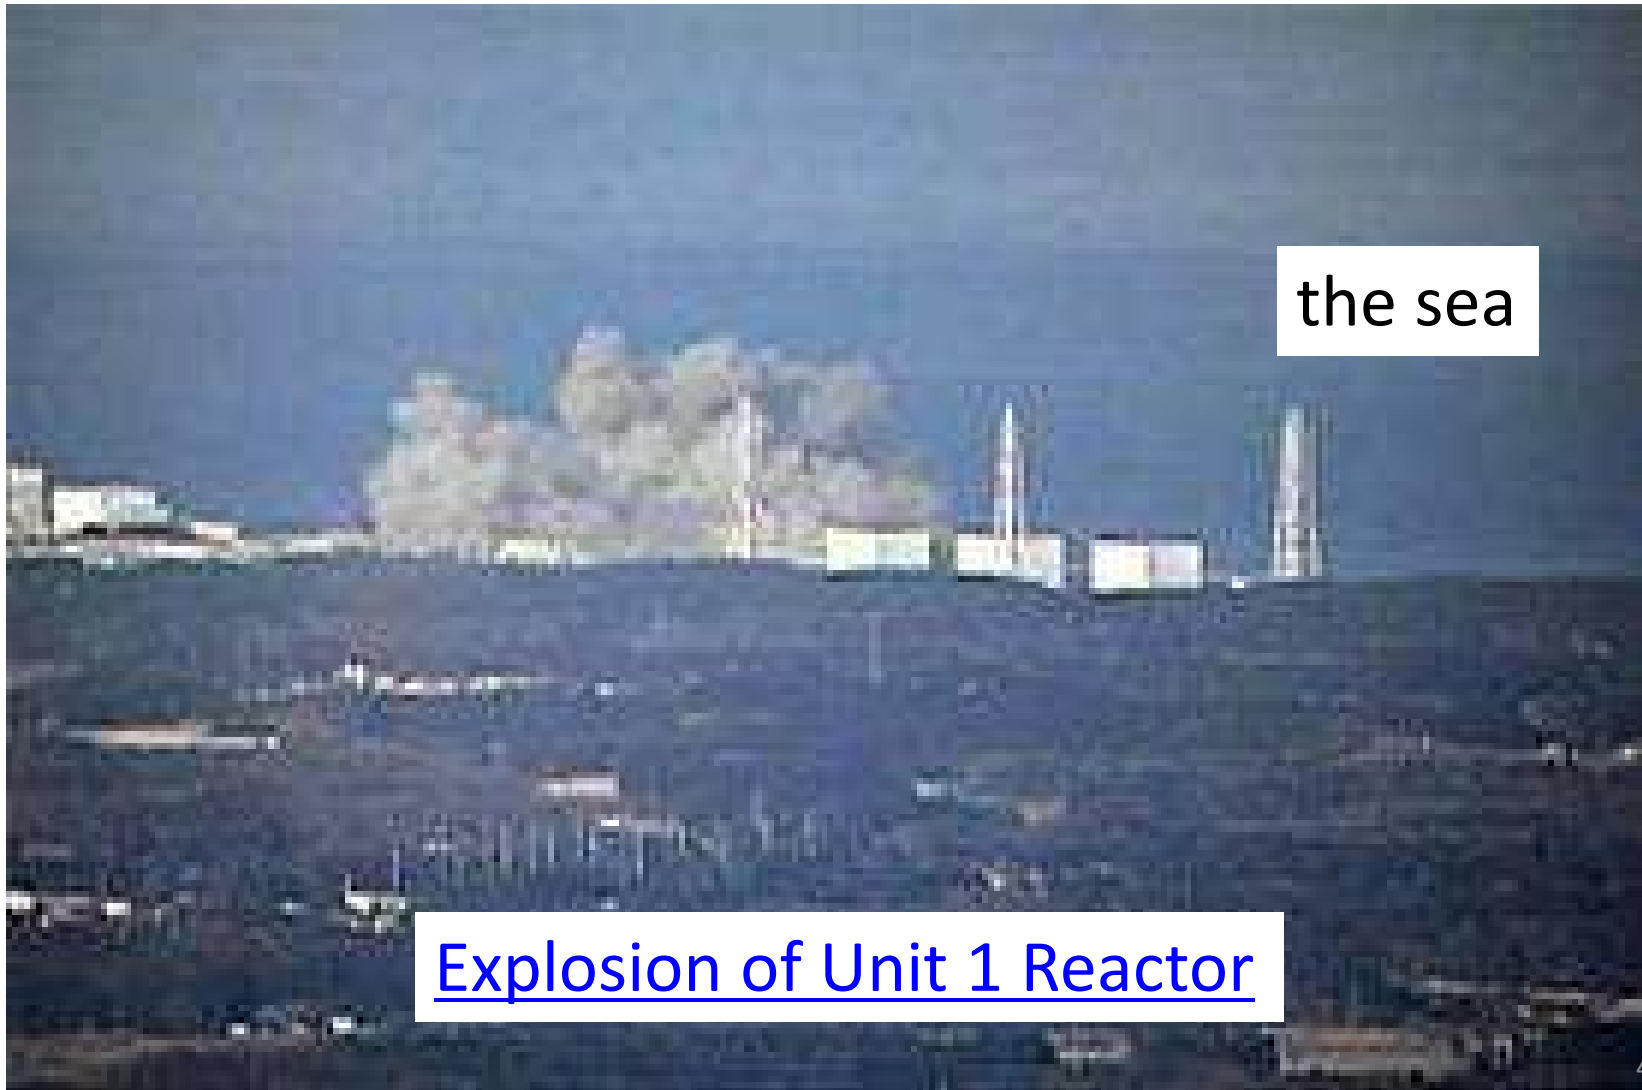 the sea
Explosion of Unit 1 Reactor